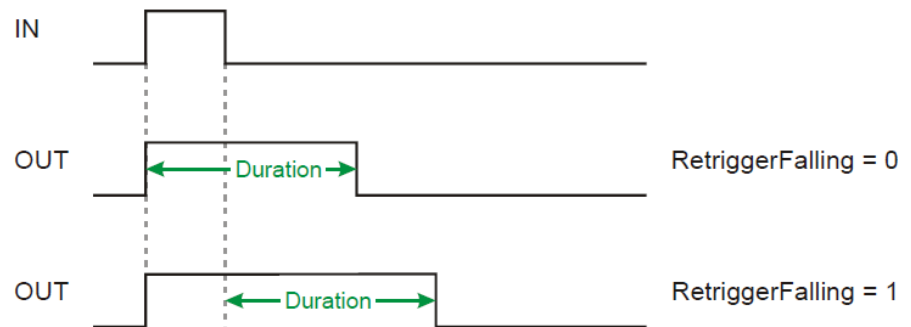 IN
OUT
Duration
RetriggerFalling = 0
OUT
Duration
RetriggerFalling = 1